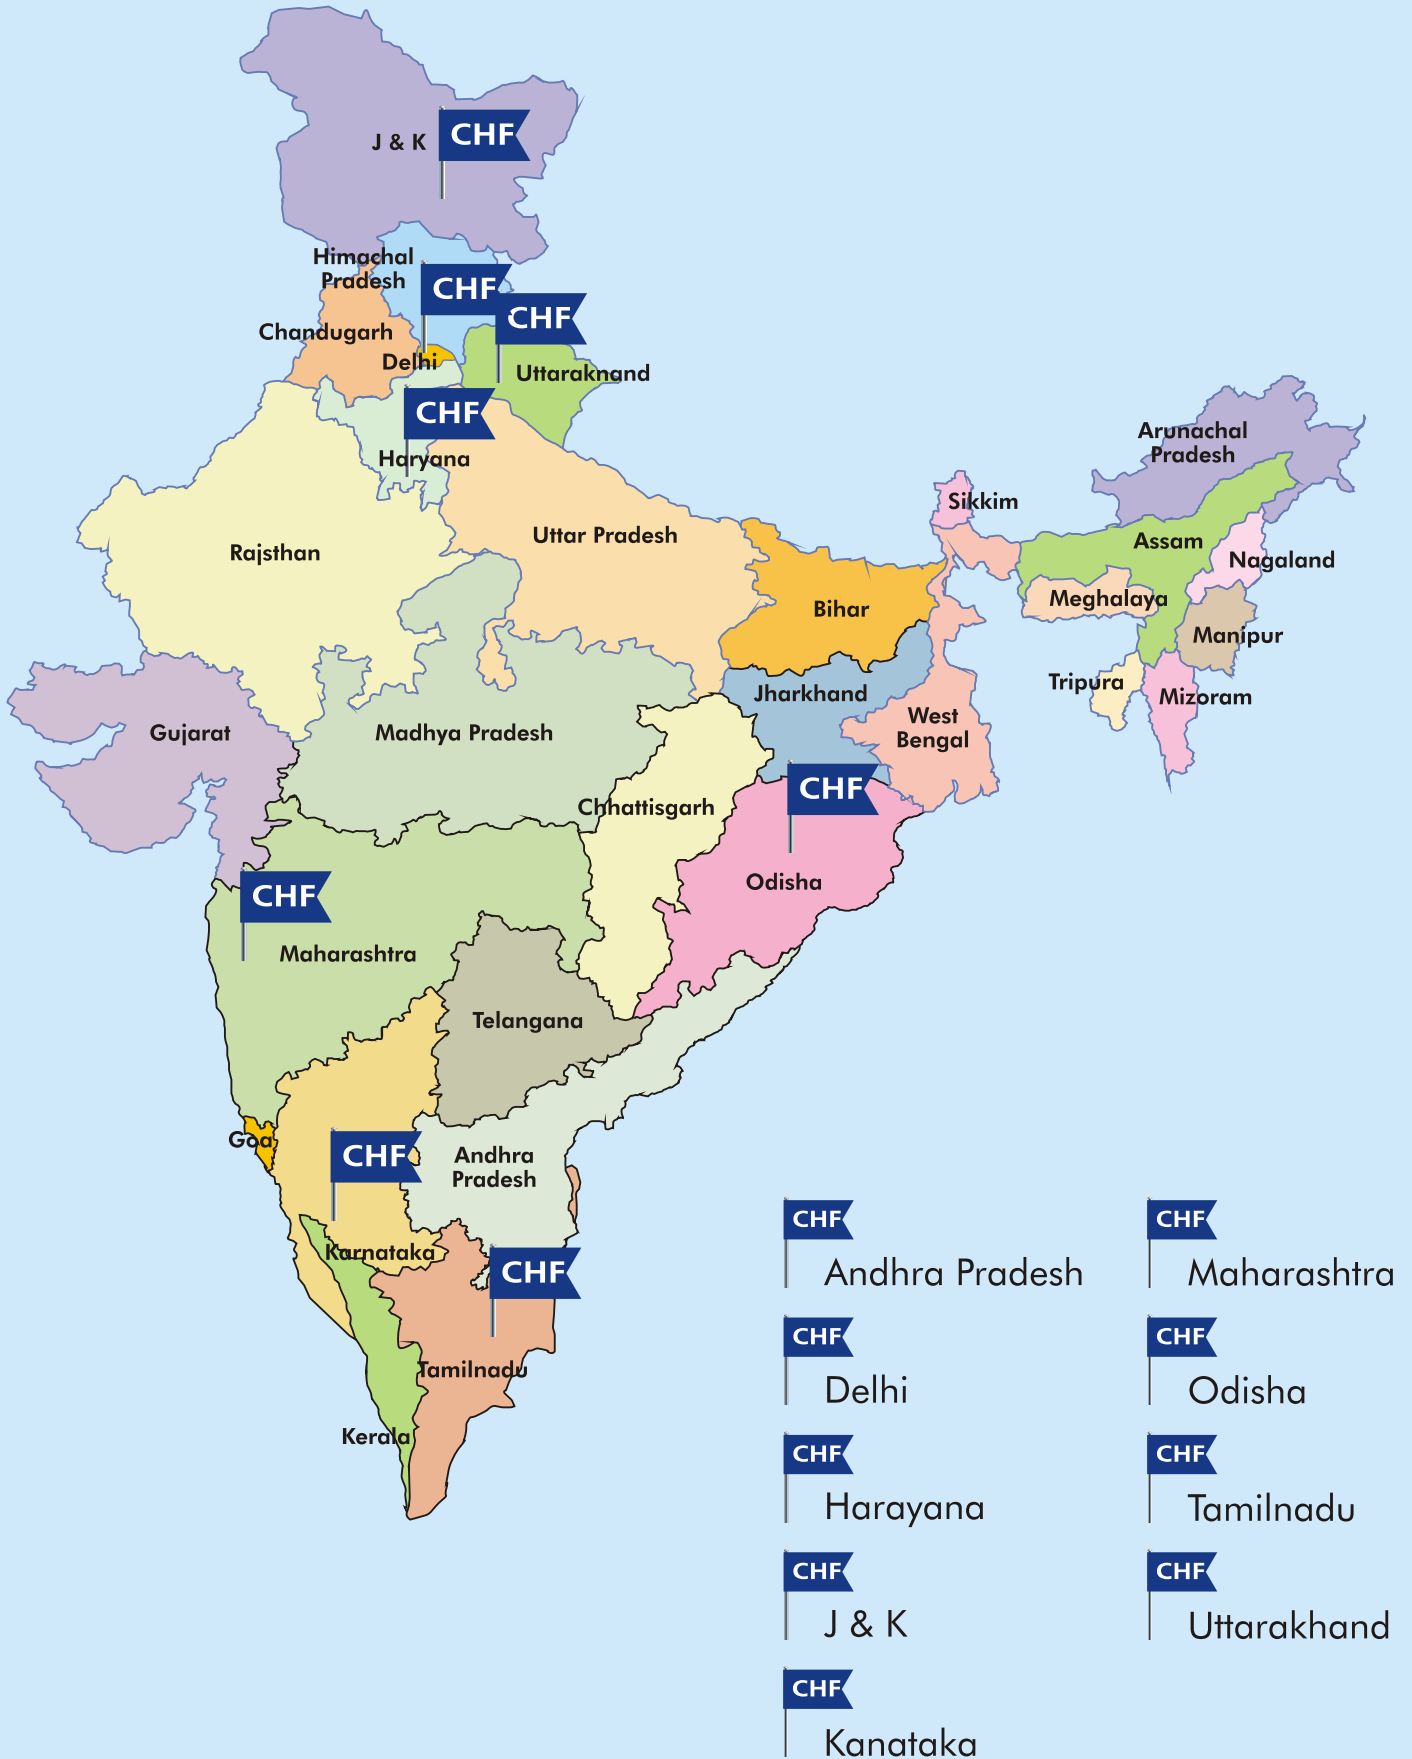 J & K
CHF
Himachal
Pradesh
CHF
CHF
Chandugarh
Delhi
Uttaraknand
CHF
Haryana
Arunachal
Pradesh
Sikkim
Uttar Pradesh
Assam
Rajsthan
Nagaland
Meghalaya
Bihar
Manipur
Tripura
Jharkhand
Mizoram
West
Bengal
Gujarat
Madhya Pradesh
CHF
Chhattisgarh
Odisha
CHF
Maharashtra
Telangana
Goa
CHF
Andhra
Pradesh
Karnataka
CHF
Tamilnadu
Kerala
CHF
Andhra Pradesh
CHF
Delhi
CHF
Harayana
CHF
J & K
CHF
Kanataka
CHF
Maharashtra
CHF
Odisha
CHF
Tamilnadu
CHF
Uttarakhand